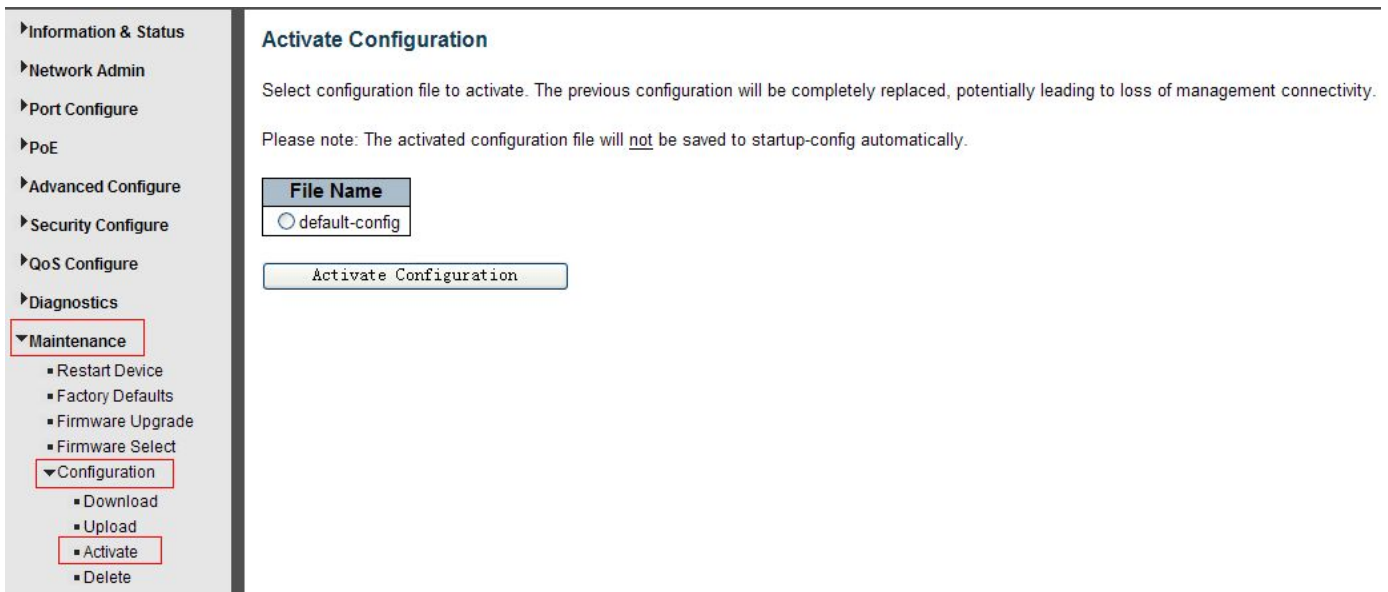 Information & Status
Network Admin
Port Configure
PoE
Advanced Configure
Security Configure
QoS Configure
Diagnostics
Maintenance
Restart Device
Factory Defaults
Firmware Upgrade
Firmware Select
Configuration
Download
Upload
Activate
Delete
Activate Configuration
Select configuration file to activate. The previous configuration will be completely replaced, potentially leading to loss of management connectivity.
Please note: The activated configuration file will not be saved to startup-config automatically.
File Name
default-config
Activate Configuration